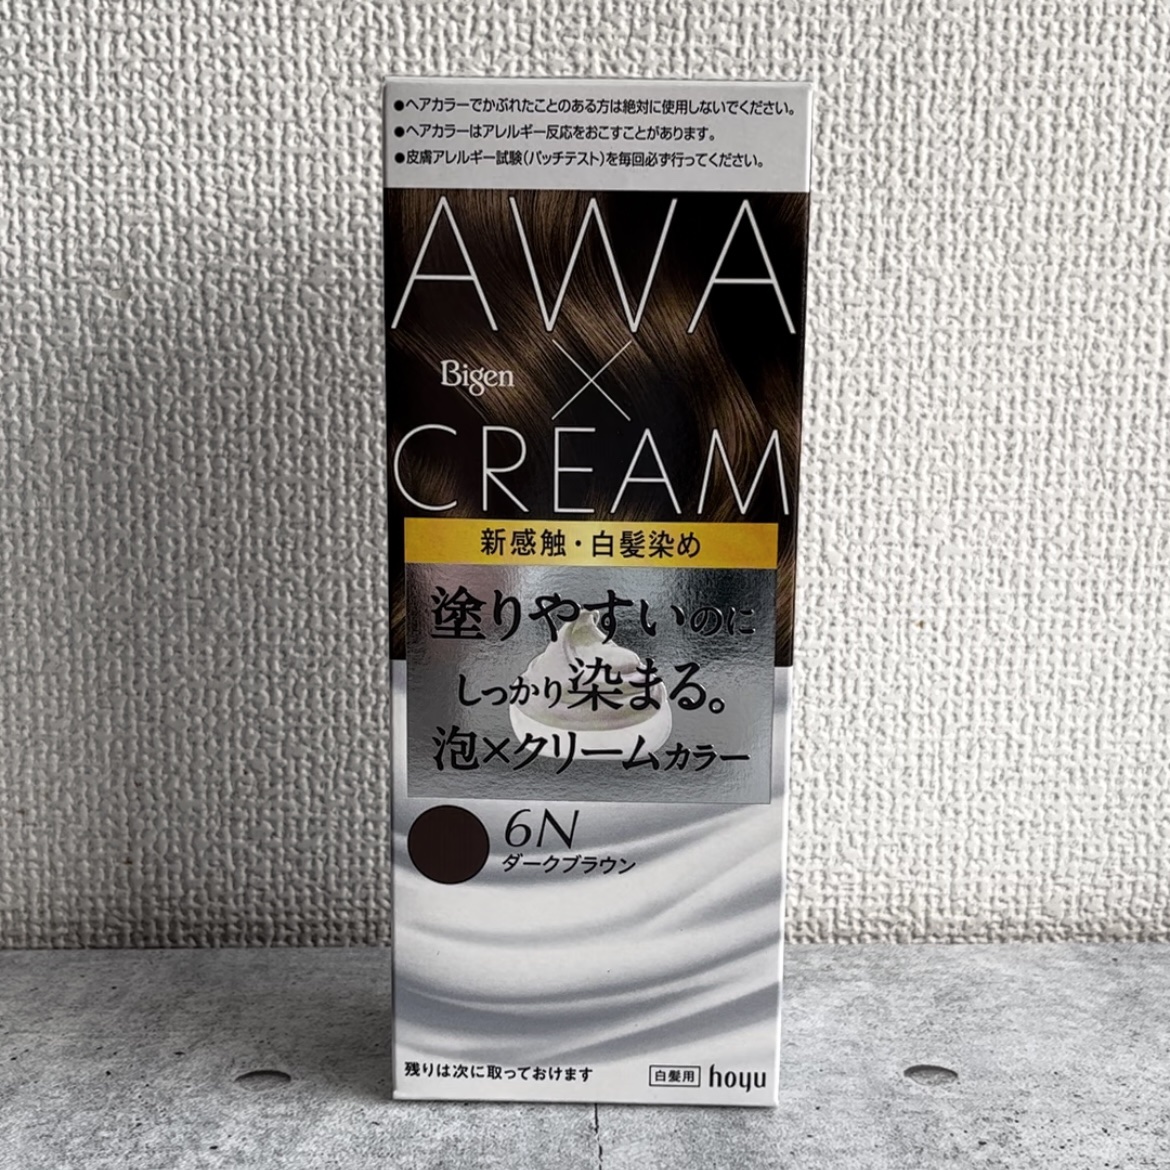 ●ヘアカラーでかぶれたことのある方は絶対に使用しないでください。
●ヘアカラーはアレルギー反応をおこすことがあります。
●皮膚アレルギー試験(パッチテスト)を毎回必ず行ってください。
AWA
Bigen ×
CREAM
新感触・白髪染め
塗りやすいのに
しっかり染まる。
泡×クリームカラー
6N
ダークブラウン
残りは次に取っておけます
白髪用 hoyu